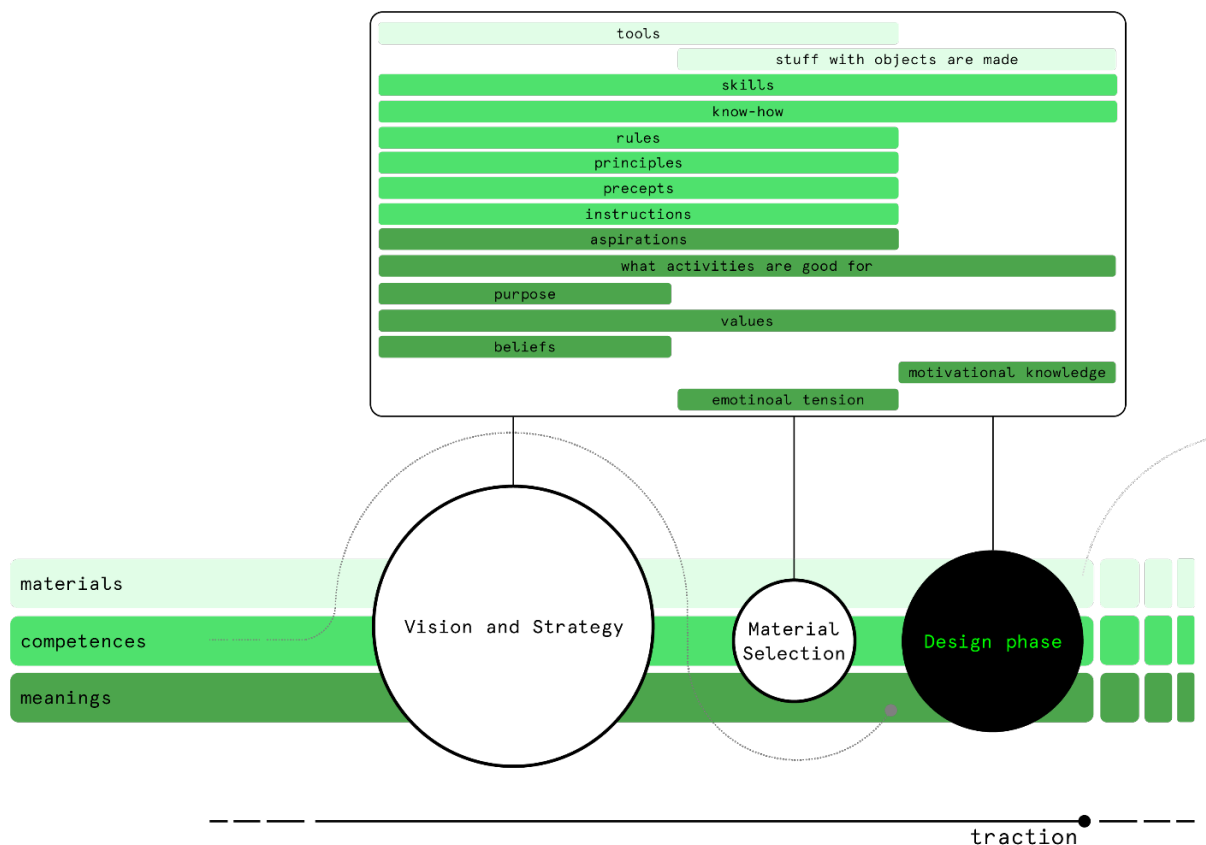 tools
stuff with objects are made
skills
know-how
rules
principles
precepts
instructions
aspirations
what activities are good for
purpose
values
beliefs
motivational knowledge
emotinoal tension
materials
competences
meanings
Vision and Strategy
Material
Selection
Design phase
traction